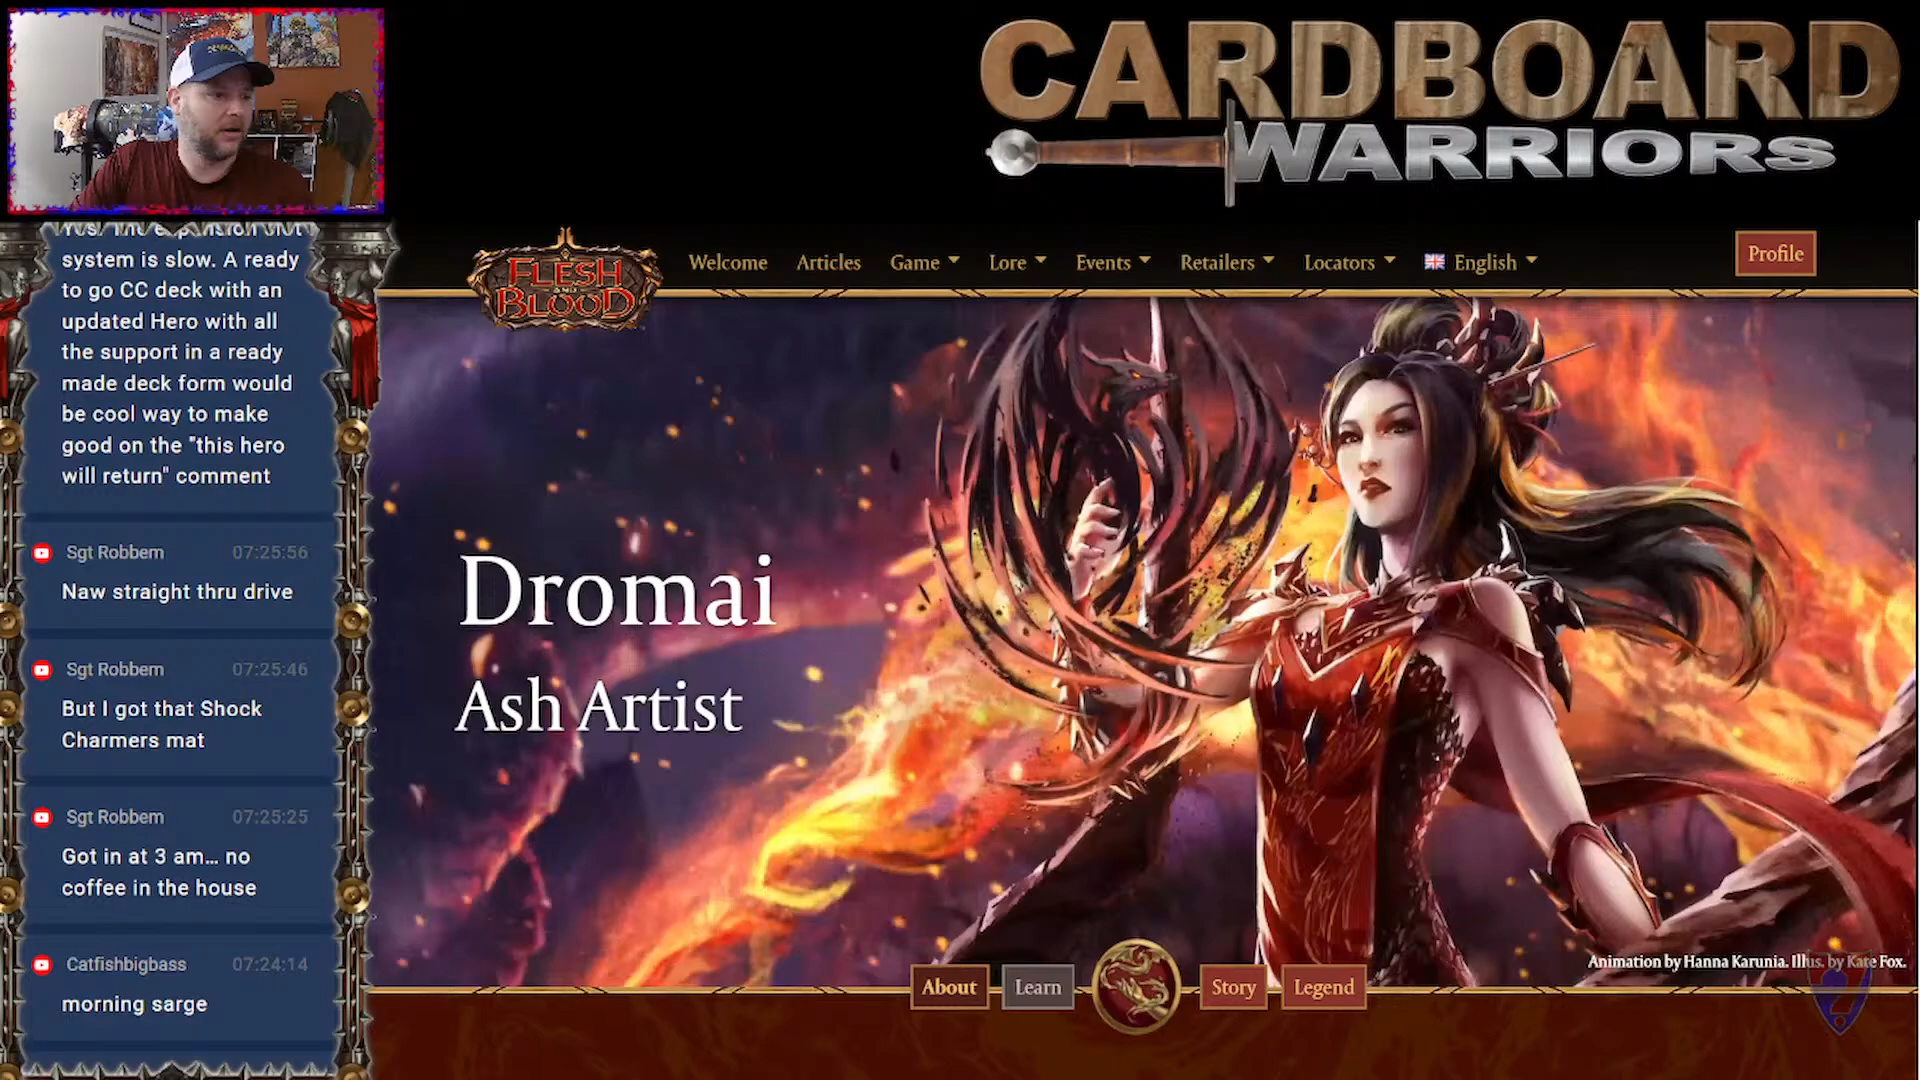 CARDBOARD
WARRIORS
FLESH
AND
BLOOD
Welcome
Articles
Game
Lore
Events
Retailers
Locators
English
Profile
Yes! The expansion slot
system is slow. A ready
to go CC deck with an
updated Hero with all
the support in a ready
made deck form would
be cool way to make
good on the "this hero
will return" comment
Sgt Robbem 07:25:56
Naw straight thru drive
Sgt Robbem 07:25:46
But I got that Shock
Charmers mat
Sgt Robbem 07:25:25
Got in at 3 am... no
coffee in the house
Catfishbigbass 07:24:14
morning sarge
Dromai
Ash Artist
Animation by Hanna Karunia. Illus. by Kate Fox.
About
Learn
Story
Legend